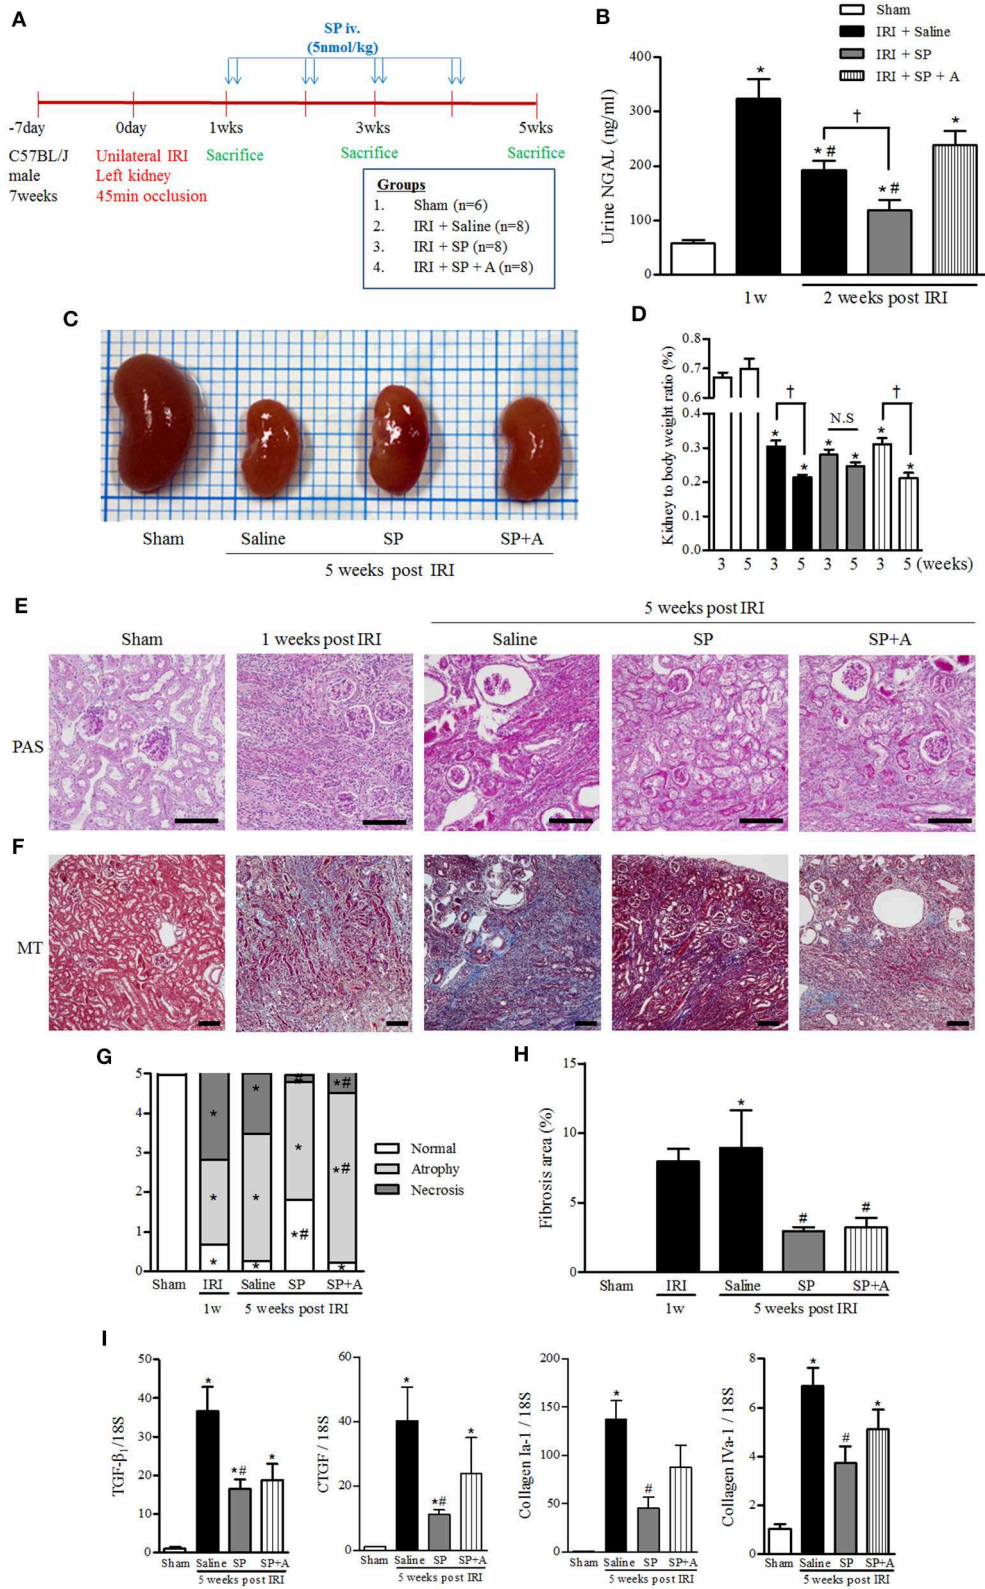 A
SP iv.
(5nmol/kg)
-7day 0day 1wks 3wks 5wks
C57BL/J Unilateral IRI Sacrifice Sacrifice Sacrifice
male Left kidney
7weeks 45min occlusion
Groups
1. Sham (n=6)
2. IRI + Saline (n=8)
3. IRI + SP (n=8)
4. IRI + SP + A (n=8)
B
Sham
IRI + Saline
IRI + SP
IRI + SP + A
Urine NGAL (ng/ml)
400
300
200
100
0
*
* #
†
* #
*
1w 2 weeks post IRI
C
Sham Saline SP SP+A
5 weeks post IRI
D
Kidney to body weight ratio (%)
0.8
0.7
0.6
0.4
0.3
0.2
0.1
0.0
† N.S †
* * * * * *
3 5 3 5 3 5 3 5 (weeks)
E
5 weeks post IRI
Sham 1 weeks post IRI Saline SP SP+A
PAS
F
MT
G
5
4
3
2
1
0
* * # *#
* * * *#
* * *# *
Normal
Atrophy
Necrosis
Sham IRI Saline SP SP+A
1w 5 weeks post IRI
H
Fibrosis area (%)
15
10
5
0
* # #
Sham IRI Saline SP SP+A
1w 5 weeks post IRI
I
TGF-β1/18S
50
40
30
20
10
0
* *# *
Sham Saline SP SP+A
5 weeks post IRI
CTGF / 18S
60
40
20
0
* *# *
Sham Saline SP SP+A
5 weeks post IRI
Collagen Ia-1 / 18S
200
150
100
50
0
* #
Sham Saline SP SP+A
5 weeks post IRI
Collagen IVa-1 / 18S
8
6
4
2
0
* # *
Sham Saline SP SP+A
5 weeks post IRI